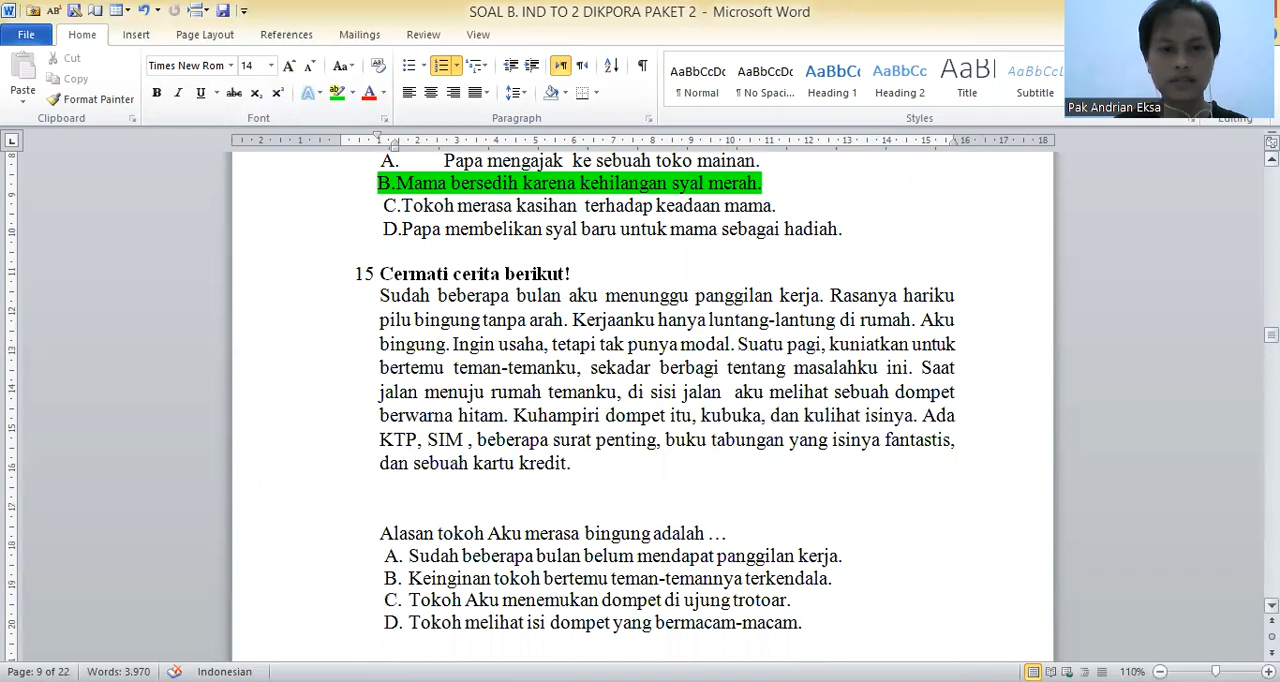 SOAL B. IND TO 2 DIKPORA PAKET 2 - Microsoft Word
File Home Insert Page Layout References Mailings Review View
Cut
Copy
Paste
Format Painter
Clipboard
Times New Rom 14
Font
Paragraph
AaBbCcDc AaBbCcDc AaBbCc AaBbCc AaBl AaBbCcL
¶ Normal ¶ No Spaci... Heading 1 Heading 2 Title Subtitle
Styles
Editing
Pak Andrian Eksa
A. Papa mengajak ke sebuah toko mainan.
B.Mama bersedih karena kehilangan syal merah.
C.Tokoh merasa kasihan terhadap keadaan mama.
D.Papa membelikan syal baru untuk mama sebagai hadiah.
15 Cermati cerita berikut!
Sudah beberapa bulan aku menunggu panggilan kerja. Rasanya hariku
pilu bingung tanpa arah. Kerjaanku hanya luntang-lantung di rumah. Aku
bingung. Ingin usaha, tetapi tak punya modal. Suatu pagi, kuniatkan untuk
bertemu teman-temanku, sekadar berbagi tentang masalahku ini. Saat
jalan menuju rumah temanku, di sisi jalan aku melihat sebuah dompet
berwarna hitam. Kuhampiri dompet itu, kubuka, dan kulihat isinya. Ada
KTP, SIM , beberapa surat penting, buku tabungan yang isinya fantastis,
dan sebuah kartu kredit.
Alasan tokoh Aku merasa bingung adalah …
A. Sudah beberapa bulan belum mendapat panggilan kerja.
B. Keinginan tokoh bertemu teman-temannya terkendala.
C. Tokoh Aku menemukan dompet di ujung trotoar.
D. Tokoh melihat isi dompet yang bermacam-macam.
Page: 9 of 22 Words: 3.970 Indonesian 110%